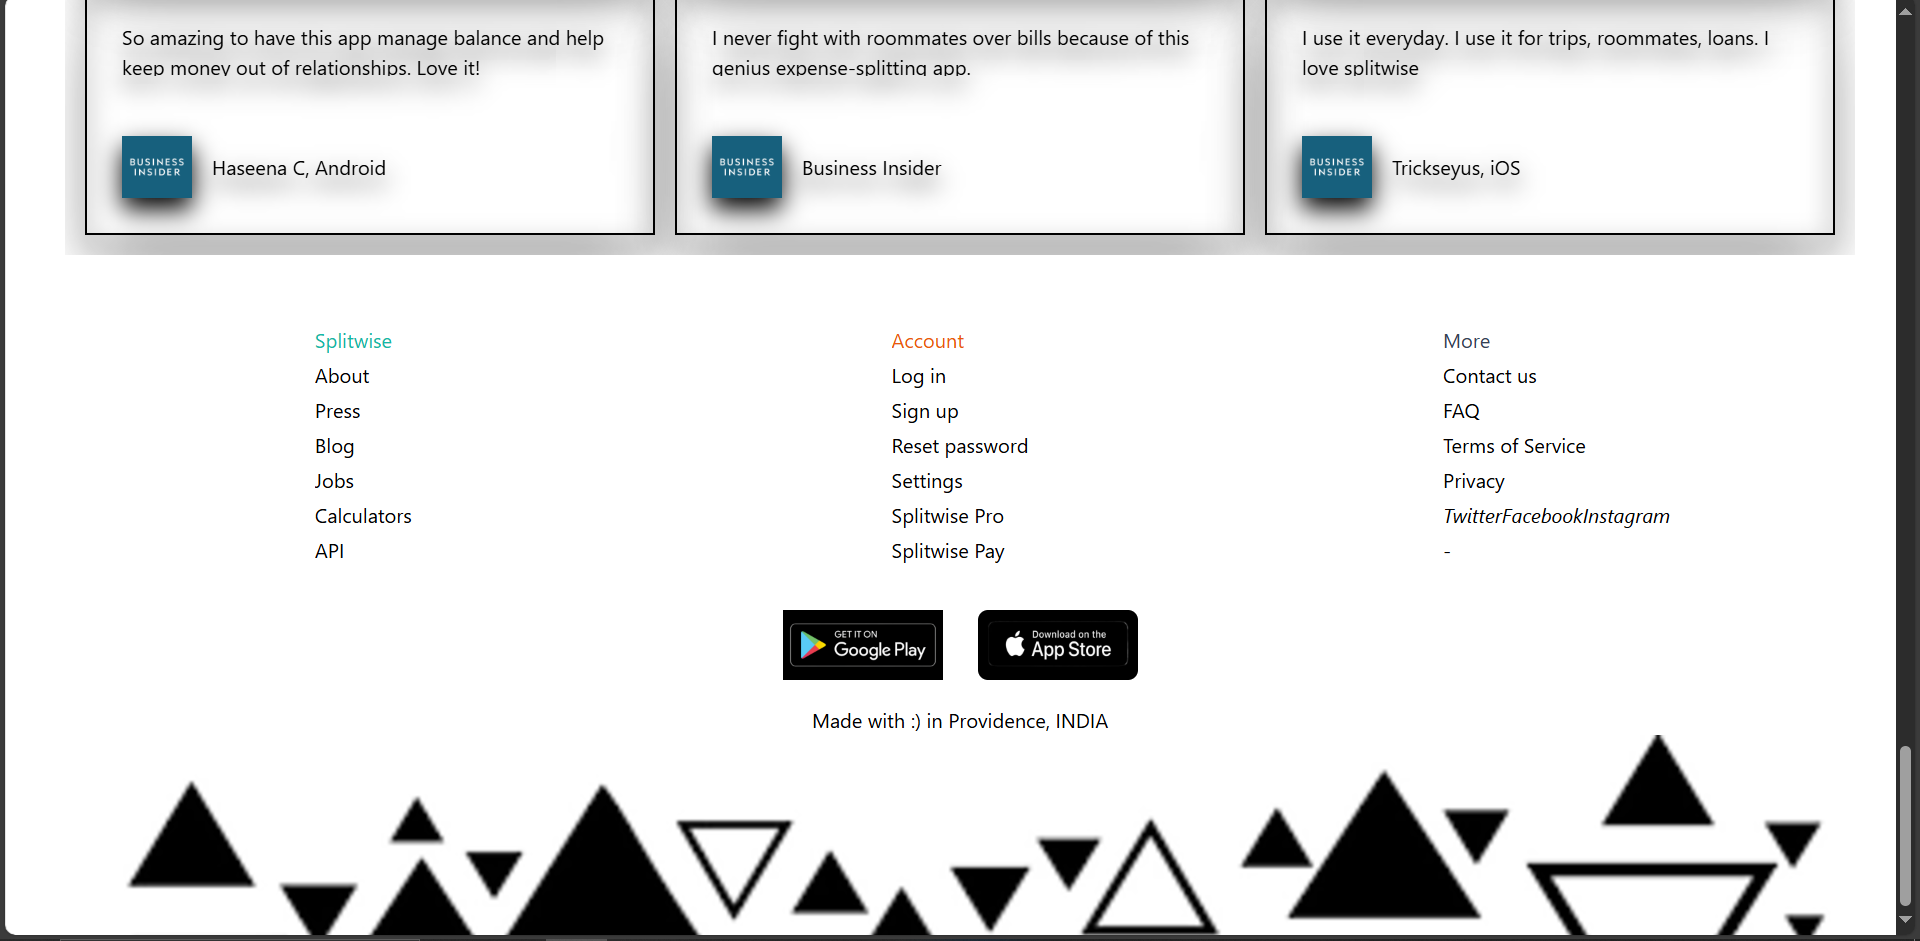 So amazing to have this app manage balance and help
keep money out of relationships. Love it!
BUSINESS
INSIDER
Haseena C, Android
I never fight with roommates over bills because of this
genius expense-splitting app.
BUSINESS
INSIDER
Business Insider
I use it everyday. I use it for trips, roommates, loans. I
love splitwise
BUSINESS
INSIDER
Trickseyus, iOS
Splitwise
About
Press
Blog
Jobs
Calculators
API
Account
Log in
Sign up
Reset password
Settings
Splitwise Pro
Splitwise Pay
More
Contact us
FAQ
Terms of Service
Privacy
TwitterFacebookInstagram
-
GET IT ON
Google Play
Download on the
App Store
Made with :) in Providence, INDIA